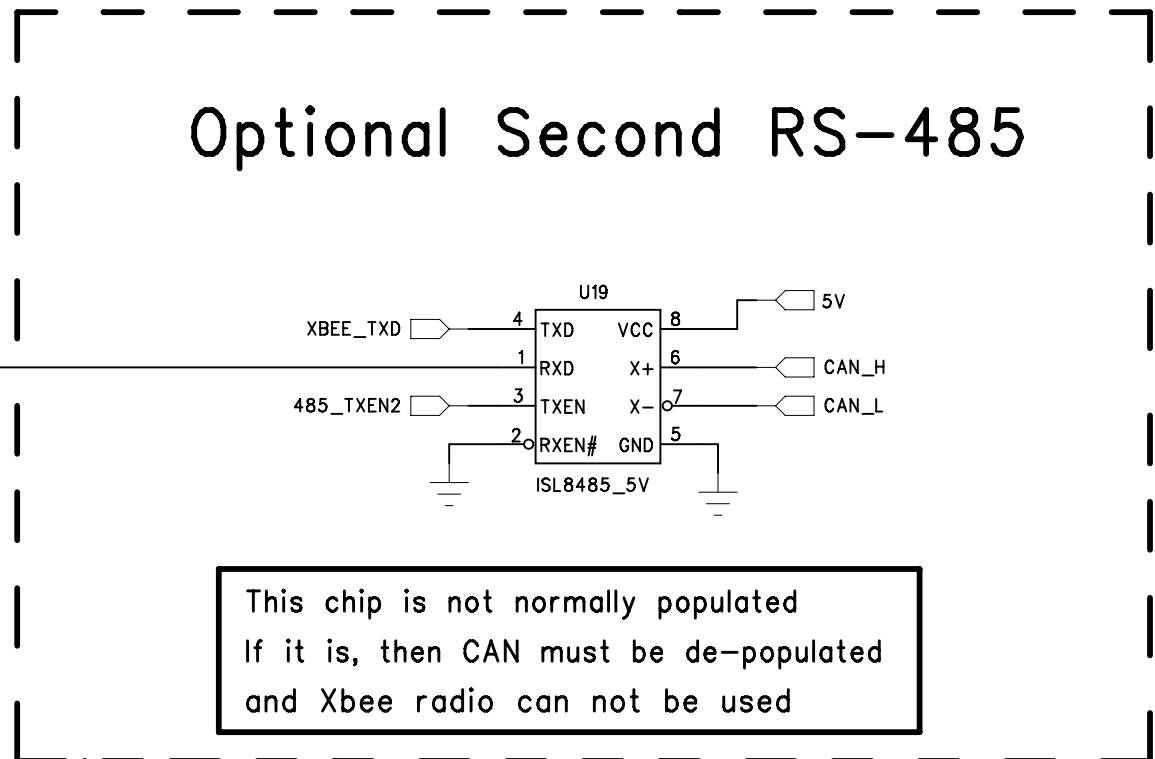 Optional Second RS-485
U19
XBEE_TXD 4 TXD VCC 8 5V
1 RXD X+ 6 CAN_H
485_TXEN2 3 TXEN X- 7 CAN_L
2 RXEN# GND 5
ISL8485_5V
This chip is not normally populated
If it is, then CAN must be de-populated
and Xbee radio can not be used